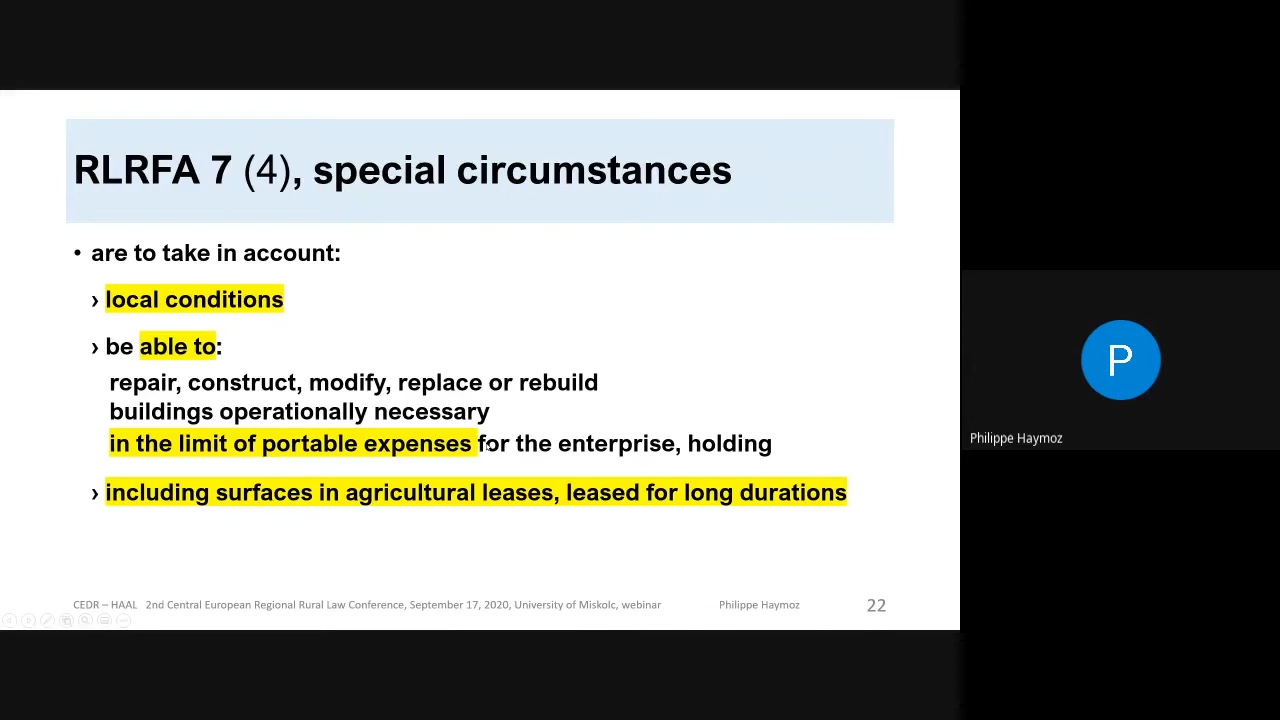 RLRFA 7 (4), special circumstances
• are to take in account:
› local conditions
› be able to:
repair, construct, modify, replace or rebuild
buildings operationally necessary
in the limit of portable expenses for the enterprise, holding
› including surfaces in agricultural leases, leased for long durations
CEDR – HAAL 2nd Central European Regional Rural Law Conference, September 17, 2020, University of Miskolc, webinar Philippe Haymoz 22
P
Philippe Haymoz